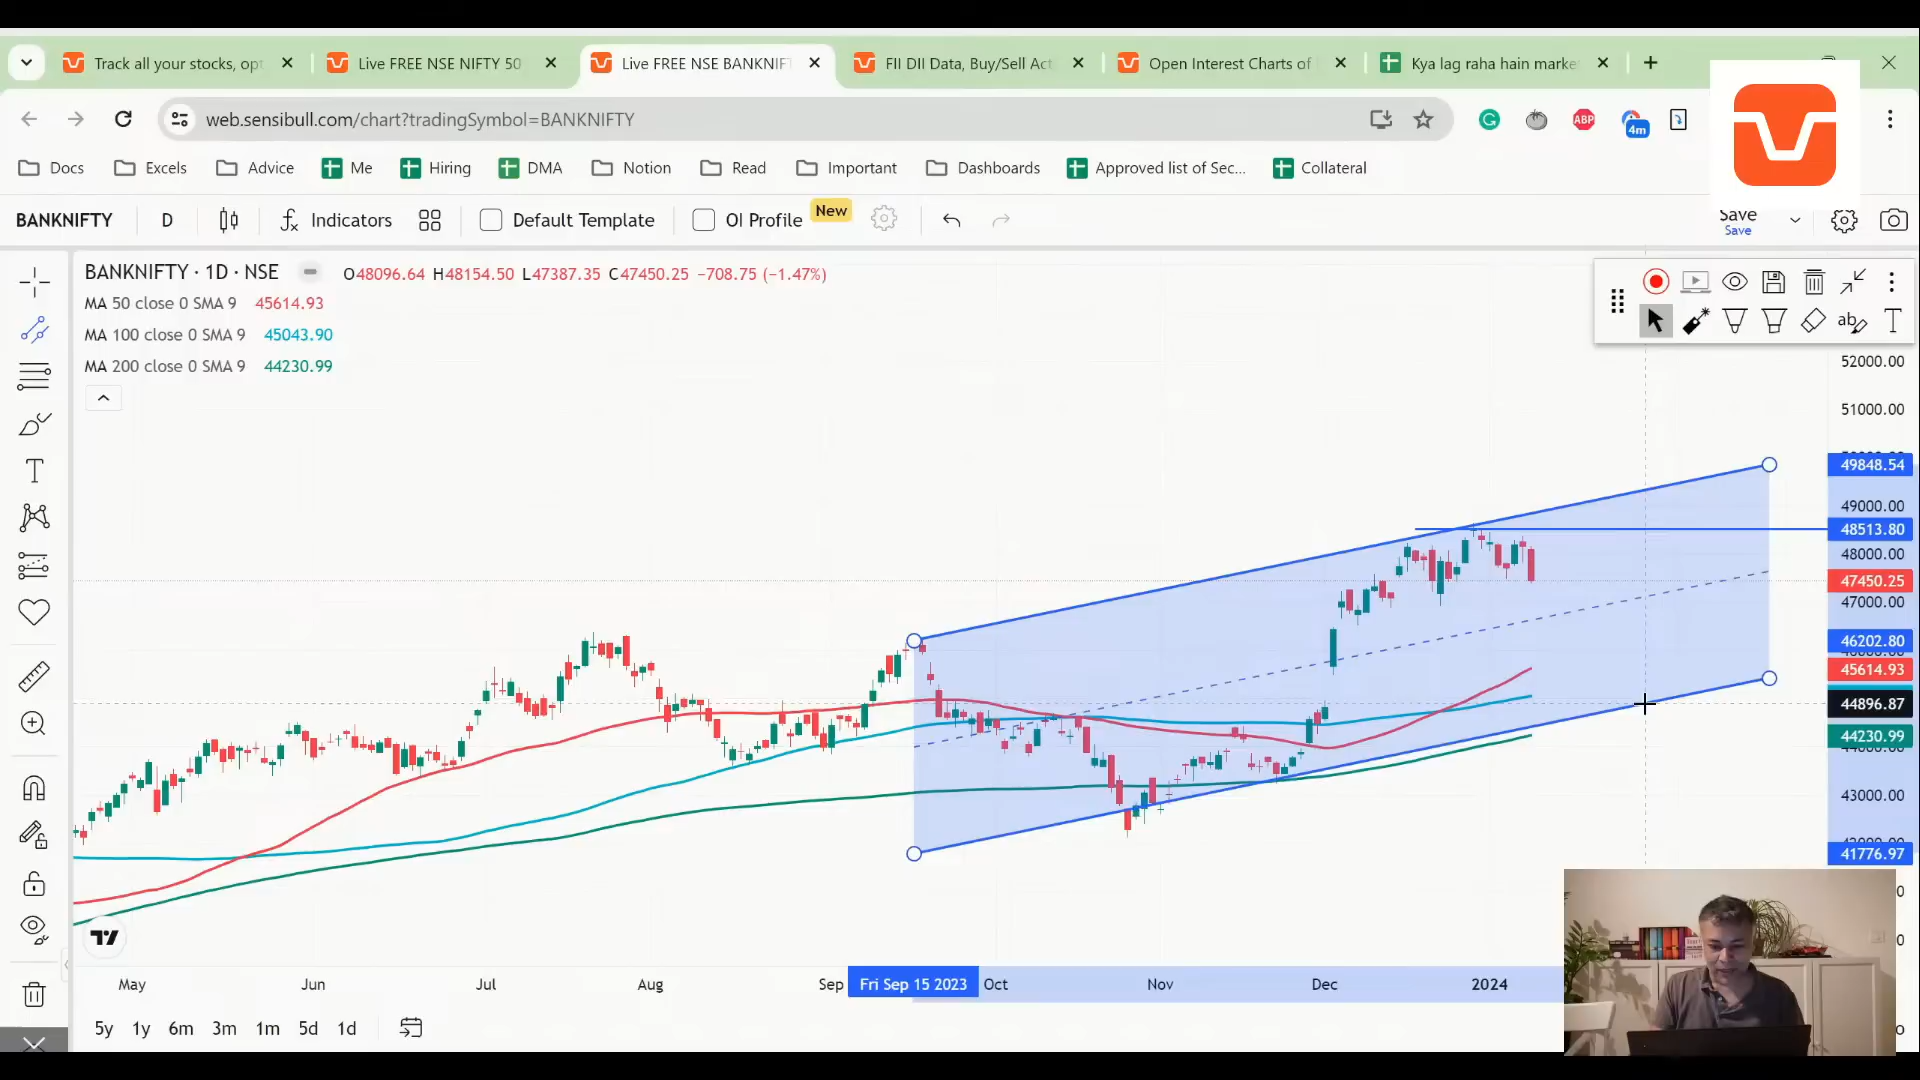 Track all your stocks, opt
Live FREE NSE NIFTY 50
Live FREE NSE BANKNIFT
FII DII Data, Buy/Sell Act
Open Interest Charts of
Kya lag raha hain marke
web.sensibull.com/chart?tradingSymbol=BANKNIFTY
ABP
4m
Docs
Excels
Advice
Me
Hiring
DMA
Notion
Read
Important
Dashboards
Approved list of Sec...
Collateral
BANKNIFTY
D
Indicators
Default Template
OI Profile
New
Save
Save
BANKNIFTY · 1D · NSE
O48096.64 H48154.50 L47387.35 C47450.25 −708.75 (−1.47%)
MA 50 close 0 SMA 9 45614.93
MA 100 close 0 SMA 9 45043.90
MA 200 close 0 SMA 9 44230.99
52000.00
51000.00
49848.54
49000.00
48513.80
48000.00
47450.25
47000.00
46202.80
45614.93
44896.87
44230.99
43000.00
41776.97
May
Jun
Jul
Aug
Sep
Fri Sep 15 2023
Oct
Nov
Dec
2024
5y 1y 6m 3m 1m 5d 1d